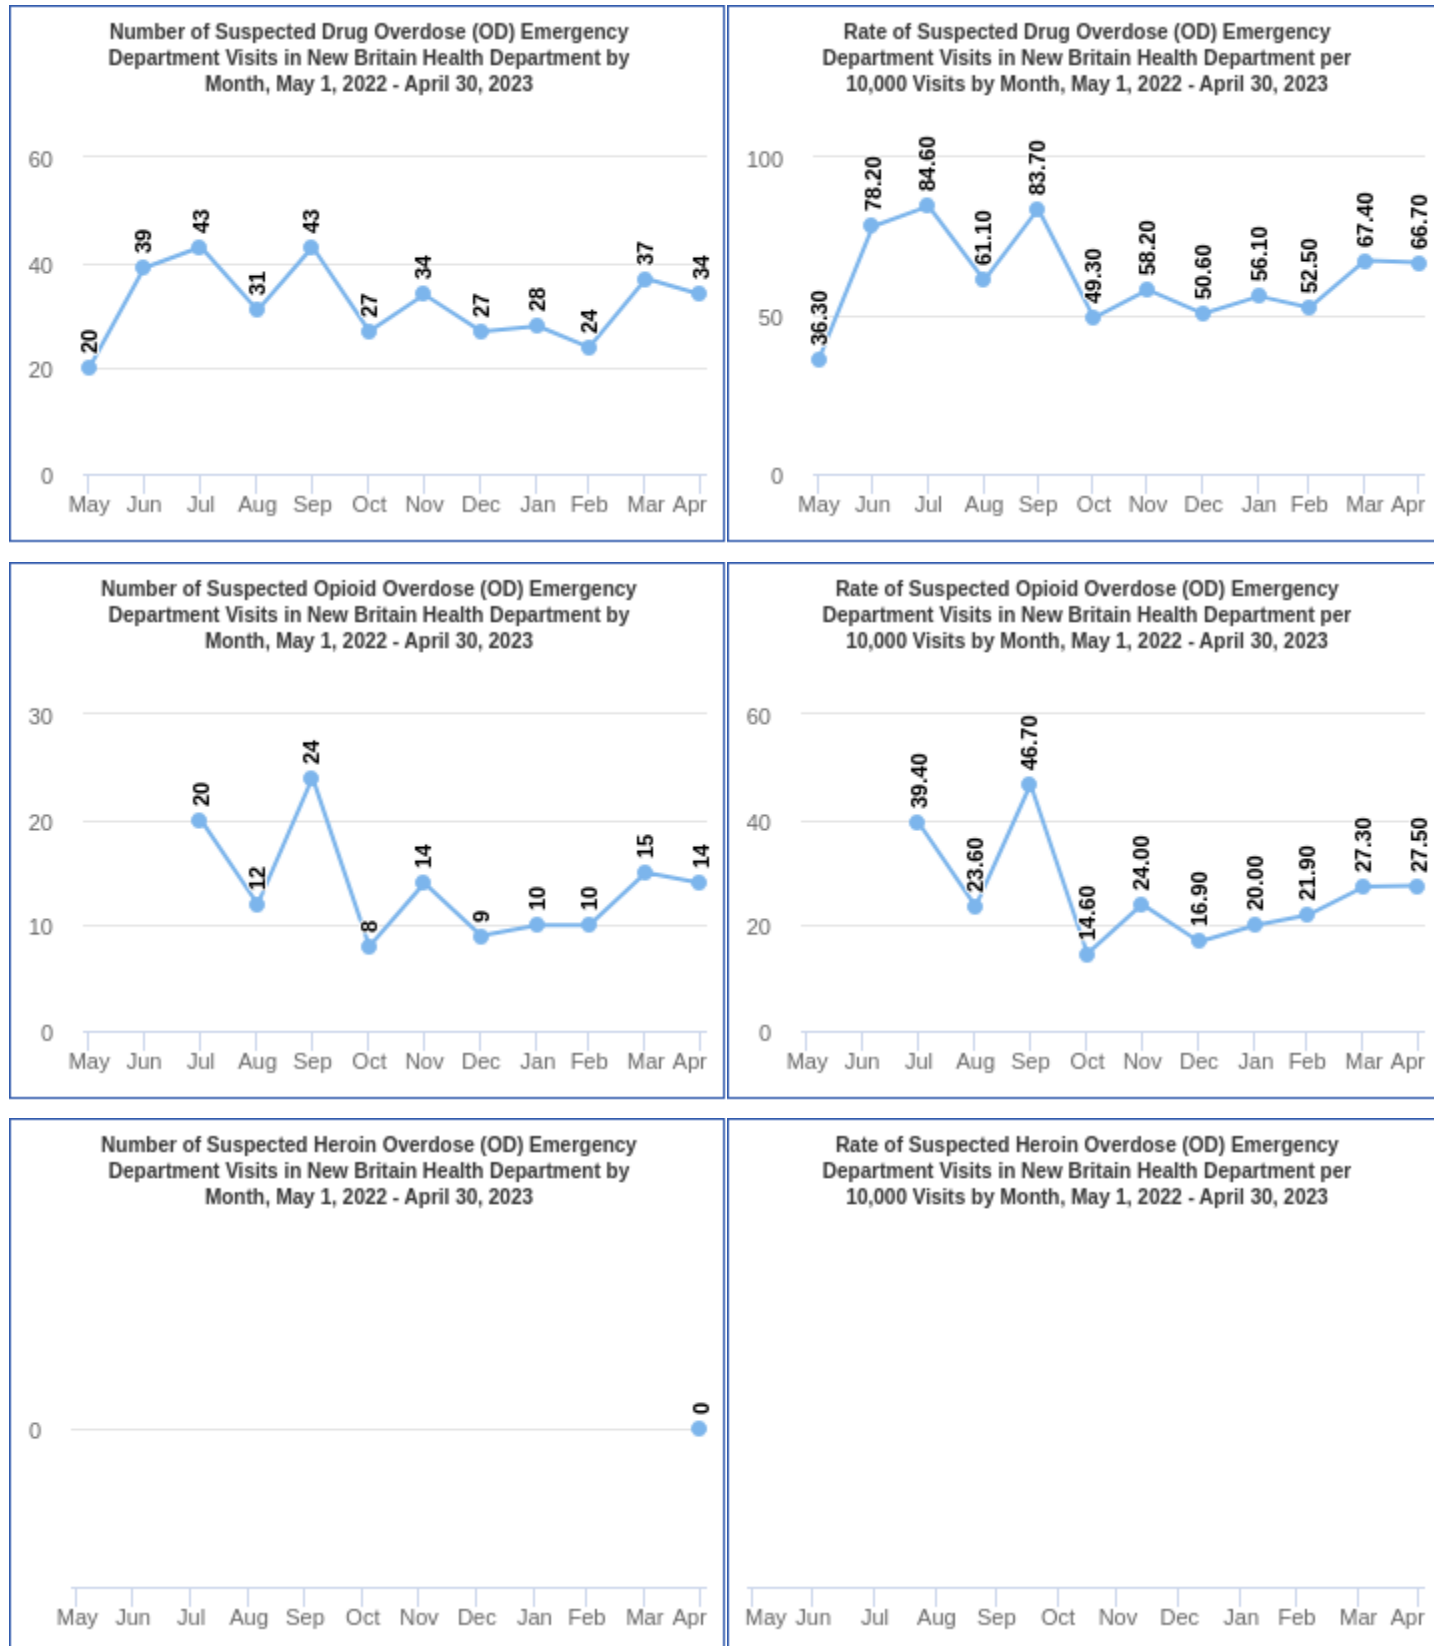 Number of Suspected Drug Overdose (OD) Emergency
Department Visits in New Britain Health Department by
Month, May 1, 2022 - April 30, 2023
60
40
20
0
20
39
43
31
43
27
34
27
28
24
37
34
May Jun Jul Aug Sep Oct Nov Dec Jan Feb Mar Apr
Rate of Suspected Drug Overdose (OD) Emergency
Department Visits in New Britain Health Department per
10,000 Visits by Month, May 1, 2022 - April 30, 2023
100
50
0
36.30
78.20
84.60
61.10
83.70
49.30
58.20
50.60
56.10
52.50
67.40
66.70
May Jun Jul Aug Sep Oct Nov Dec Jan Feb Mar Apr
Number of Suspected Opioid Overdose (OD) Emergency
Department Visits in New Britain Health Department by
Month, May 1, 2022 - April 30, 2023
30
20
10
0
20
12
24
8
14
9
10
10
15
14
May Jun Jul Aug Sep Oct Nov Dec Jan Feb Mar Apr
Rate of Suspected Opioid Overdose (OD) Emergency
Department Visits in New Britain Health Department per
10,000 Visits by Month, May 1, 2022 - April 30, 2023
60
40
20
0
39.40
23.60
46.70
14.60
24.00
16.90
20.00
21.90
27.30
27.50
May Jun Jul Aug Sep Oct Nov Dec Jan Feb Mar Apr
Number of Suspected Heroin Overdose (OD) Emergency
Department Visits in New Britain Health Department by
Month, May 1, 2022 - April 30, 2023
0
0
May Jun Jul Aug Sep Oct Nov Dec Jan Feb Mar Apr
Rate of Suspected Heroin Overdose (OD) Emergency
Department Visits in New Britain Health Department per
10,000 Visits by Month, May 1, 2022 - April 30, 2023
May Jun Jul Aug Sep Oct Nov Dec Jan Feb Mar Apr